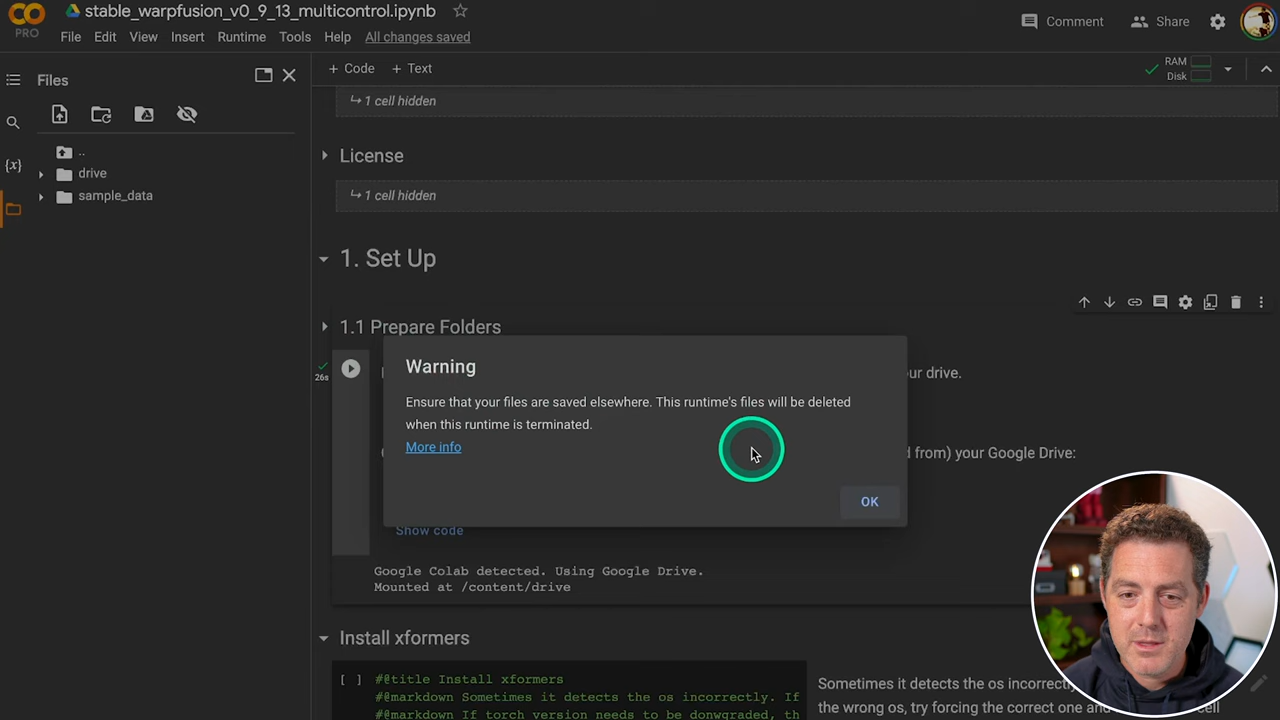 CO
PRO
stable_warpfusion_v0_9_13_multicontrol.ipynb
File Edit View Insert Runtime Tools Help All changes saved
Comment
Share
Files
+ Code + Text
RAM
Disk
1 cell hidden
..
drive
sample_data
{x}
License
1 cell hidden
1. Set Up
1.1 Prepare Folders
26s
our drive.
Warning
Ensure that your files are saved elsewhere. This runtime's files will be deleted
when this runtime is terminated.
More info
from) your Google Drive:
OK
Show code
Google Colab detected. Using Google Drive.
Mounted at /content/drive
Install xformers
[ ] #@title Install xformers
#@markdown Sometimes it detects the os incorrectly. If
#@markdown If torch version needs to be donwgraded, th
Sometimes it detects the os incorrectly
the wrong os, try forcing the correct one and
cell